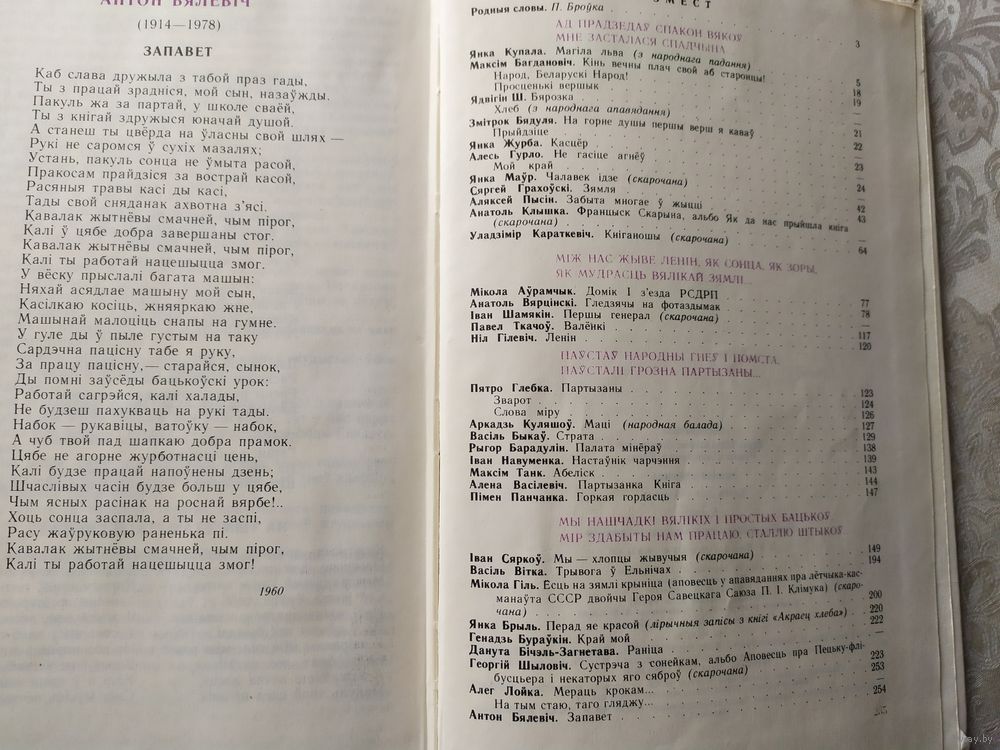 АНТОН БЯЛЕВІЧ
(1914—1978)
ЗАПАВЕТ
Каб слава дружыла з табой праз гады,
Ты з працай зрадніся, мой сын, назаўжды.
Пакуль жа за партай, у школе сваёй,
Ты з кнігай здружыся юначай душой.
А станеш ты цвёрда на ўласны свой шлях —
Рукі не саромся ў сухіх мазалях;
Устань, пакуль сонца не ўмыта расой,
Пракосам прайдзіся за вострай касой,
Расяныя травы касі ды касі,
Тады свой сняданак ахвотна з'ясі.
Кавалак жытнёвы смачней, чым пірог,
Калі ў цябе добра завершаны стог.
Кавалак жытнёвы смачней, чым пірог,
Калі ты работай нацешыцца змог.
У вёску прыслалі багата машын:
Няхай асядлае машыну мой сын,
Касілкаю косіць, жняяркаю жне,
Машынай малоціць снапы на гумне.
У гуле ды ў пыле густым на таку
Сардэчна паціcну табе я руку,
За працу паціcну,— старайся, сынок,
Ды помні заўсёды бацькоўскі урок:
Работай сагрэйся, калі халады,
Не будзеш пахукваць на рукі тады.
Набок — рукавіцы, ватоўку — набок,
А чуб твой пад шапкаю добра прамок.
Цябе не агорне журботнасці цень,
Калі будзе працай напоўнены дзень;
Шчаслівых часін будзе больш у цябе,
Чым ясных расінак на роснай вярбе!..
Хоць сонца заспала, а ты не заспі,
Расу жаўруковую раненька пі.
Кавалак жытнёвы смачней, чым пірог,
Калі ты работай нацешыцца змог!
1960
ЗМЕСТ
Родныя словы. П. Броўка . . . 3
АД ПРАДЗЕДАЎ СПАКОН ВЯКОЎ
МНЕ ЗАСТАЛАСЯ СПАДЧЫНА
Янка Купала. Магіла льва (з народнага падання)
Максім Багдановіч. Кінь вечны плач свой аб старонцы! . . . 5
Народ, Беларускі Народ! . . . 18
Просценькі вершык . . . 19
Ядвігін Ш. Бярозка . . . —
Хлеб (з народнага апавядання) . . . —
Змітрок Бядуля. На горне душы першы верш я каваў . . . 21
Прыйдзіце . . . 22
Янка Журба. Касцёр . . . —
Алесь Гурло. Не гасіце агнёў . . . 23
Мой край . . . —
Янка Маўр. Чалавек ідзе (скарочана) . . . 24
Сяргей Грахоўскі. Зямля . . . 42
Аляксей Пысін. Забыта многае ў жыцці . . . 43
Анатоль Клышка. Францыск Скарына, альбо Як да нас прыйшла кніга
(скарочана) . . . —
Уладзімір Караткевіч. Кніганошы (скарочана) . . . 64
МІЖ НАС ЖЫВЕ ЛЕНІН, ЯК СОНЦА, ЯК ЗОРЫ,
ЯК МУДРАСЦЬ ВЯЛІКАЙ ЗЯМЛІ...
Мікола Аўрамчык. Домік І з'езда РСДРП . . . 77
Анатоль Вярцінскі. Гледзячы на фотаздымак . . . 78
Іван Шамякін. Першы генерал (скарочана) . . . —
Павел Ткачоў. Валёнкі . . . 117
Ніл Гілевіч. Ленін . . . 120
ПАЎСТАЎ НАРОДНЫ ГНЕЎ І ПОМСТА,
ПАЎСТАЛІ ГРОЗНА ПАРТЫЗАНЫ...
Пятро Глебка. Партызаны . . . 123
Зварот . . . 124
Слова міру . . . 126
Аркадзь Куляшоў. Маці (народная балада) . . . 127
Васіль Быкаў. Страта . . . 129
Рыгор Барадулін. Палата мінёраў . . . 138
Іван Навуменка. Настаўнік чарчэння . . . 139
Максім Танк. Абеліск . . . 143
Алена Васілевіч. Партызанка Кніга . . . 144
Пімен Панчанка. Горкая гордасць . . . 147
МЫ НАШЧАДКІ ВЯЛІКІХ І ПРОСТЫХ БАЦЬКОЎ,
МІР ЗДАБЫТЫ НАМ ПРАЦАЮ, СТАЛЛЮ ШТЫКОЎ
Іван Сяркоў. Мы — хлопцы жывучыя (скарочана) . . . 149
Васіль Вітка. Трывога ў Ельнічах . . . 194
Мікола Гіль. Ёсць на зямлі крыніца (аповесць у апавяданнях пра лётчыка-кас-
манаўта СССР двойчы Героя Савецкага Саюза П. І. Клімука) (скаро-
чана) . . . 200
Янка Брыль. Перад яе красой (лірычныя запісы з кнігі «Акраец хлеба») . . . 220
Генадзь Бураўкін. Край мой . . . 222
Данута Бічэль-Загнетава. Раніца . . . —
Георгій Шыловіч. Сустрэча з сонейкам, альбо Аповесць пра Пецьку-флі-
бусцьера і некаторых яго сяброў (скарочана) . . . 223
Алег Лойка. Мераць крокам... . . . 253
На тым стаю, таго гляджу... . . . 254
Антон Бялевіч. Запавет . . . 255
ay.by